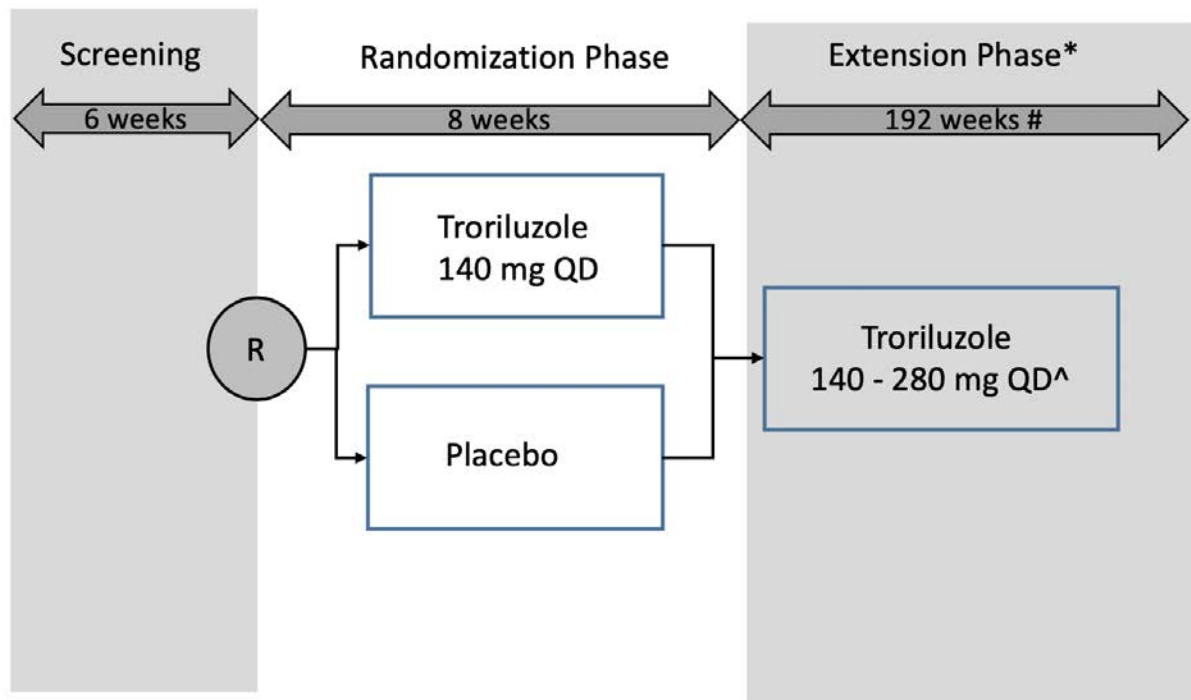 Screening
Randomization Phase
Extension Phase*
6 weeks
8 weeks
192 weeks #
Troriluzole
140 mg QD
R
Troriluzole
140 - 280 mg QD^
Placebo